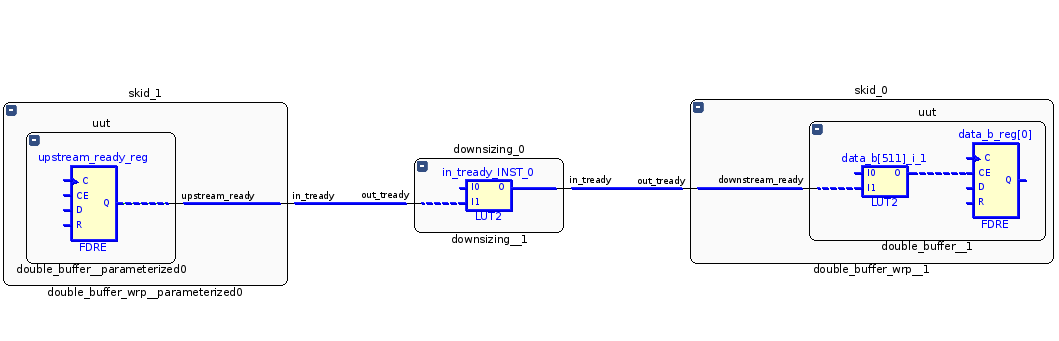 skid_1
uut
upstream_ready_reg
C
CE
D
R
Q
FDRE
double_buffer__parameterized0
double_buffer_wrp__parameterized0
upstream_ready
in_tready
out_tready
downsizing_0
in_tready_INST_0
I0
I1
O
LUT2
downsizing__1
in_tready
out_tready
skid_0
uut
downstream_ready
data_b[511]_i_1
I0
I1
O
LUT2
data_b_reg[0]
C
CE
D
R
Q
FDRE
double_buffer__1
double_buffer_wrp__1